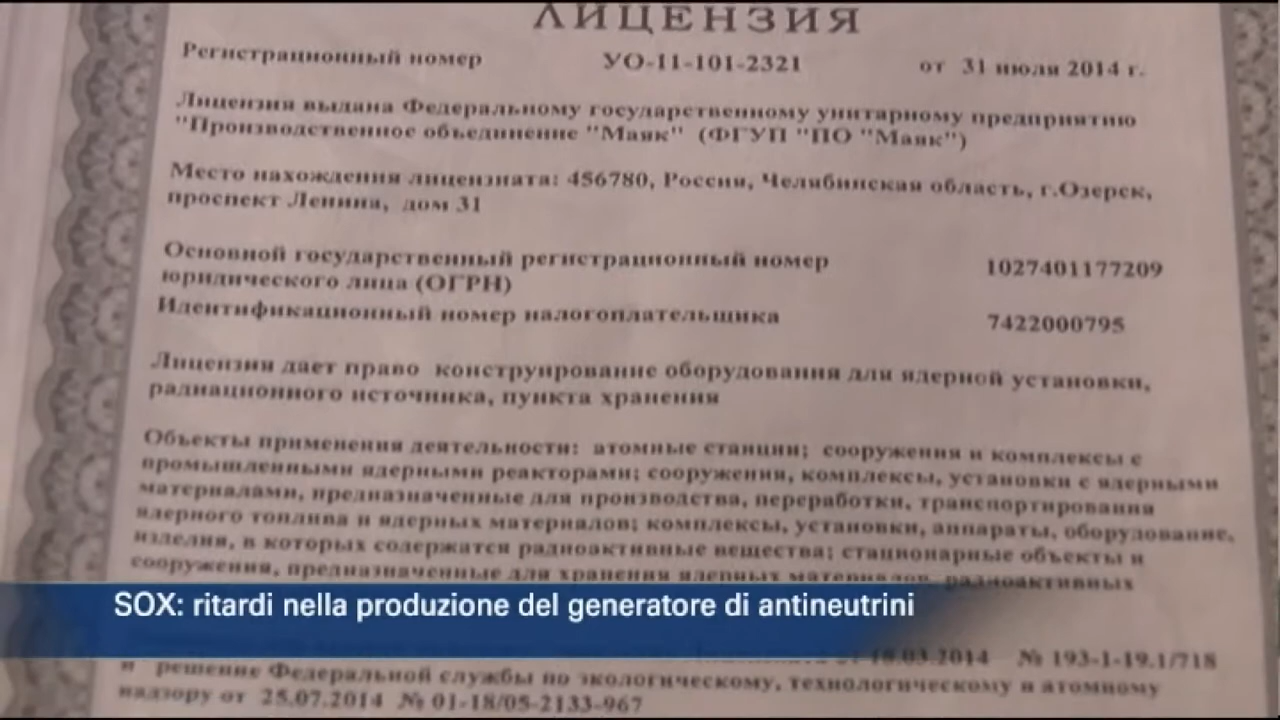 ЛИЦЕНЗИЯ
Регистрационный номер УО-11-101-2321 от 31 июля 2014 г.
Лицензия выдана Федеральному государственному унитарному предприятию
"Производственное объединение "Маяк" (ФГУП "ПО "Маяк")
Место нахождения лицензиата: 456780, Россия, Челябинская область, г.Озерск,
проспект Ленина, дом 31
Основной государственный регистрационный номер
юридического лица (ОГРН) 1027401177209
Идентификационный номер налогоплательщика 7422000795
Лицензия дает право конструирование оборудования для ядерной установки,
радиационного источника, пункта хранения
Объекты применения деятельности: атомные станции; сооружения и комплексы с
промышленными ядерными реакторами; сооружения, комплексы, установки с ядерными
материалами, предназначенные для производства, переработки, транспортирования
ядерного топлива и ядерных материалов; комплексы, установки, аппараты, оборудование,
изделия, в которых содержатся радиоактивные вещества; стационарные объекты и
сооружения, предназначенные для хранения ядерных материалов, радиоактивных
SOX: ritardi nella produzione del generatore di antineutrini
от 18.03.2014 № 193-1-19.1/718
и решение Федеральной службы по экологическому, технологическому и атомному
надзору от 25.07.2014 № 01-18/05-2133-967